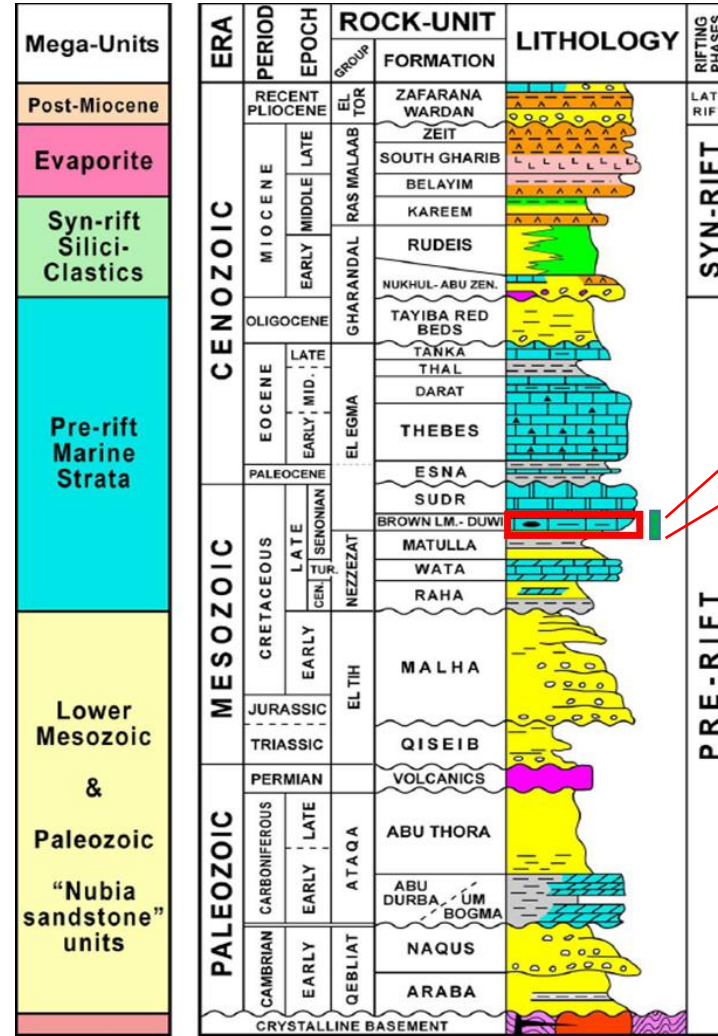 Mega-Units
Post-Miocene
Evaporite
Syn-rift
Silici-
Clastics
Pre-rift
Marine
Strata
Lower
Mesozoic
&
Paleozoic
“Nubia
sandstone”
units
ERA
PERIOD
EPOCH
ROCK-UNIT
GROUP
FORMATION
LITHOLOGY
RIFTING
PHASES
CENOZOIC
MESOZOIC
PALEOZOIC
RECENT
PLIOCENE
MIOCENE
LATE
MIDDLE
EARLY
OLIGOCENE
EOCENE
LATE
MID.
EARLY
PALEOCENE
CRETACEOUS
LATE
SENONIAN
TUR.
CEN.
EARLY
JURASSIC
TRIASSIC
PERMIAN
CARBONIFEROUS
LATE
EARLY
CAMBRIAN
EARLY
EL
TOR
RAS MALAAB
GHARANDAL
EL EGMA
NEZZEZAT
EL TIH
ATAQA
QEBLIAT
ZAFARANA
WARDAN
ZEIT
SOUTH GHARIB
BELAYIM
KAREEM
RUDEIS
NUKHUL- ABU ZEN.
TAYIBA RED
BEDS
TANKA
THAL
DARAT
THEBES
ESNA
SUDR
BROWN LM.- DUWI
MATULLA
WATA
RAHA
MALHA
QISEIB
VOLCANICS
ABU THORA
ABU
DURBA
UM
BOGMA
NAQUS
ARABA
CRYSTALLINE BASEMENT
LAT
RIF
SYN-RIFT
PRE-RIFT